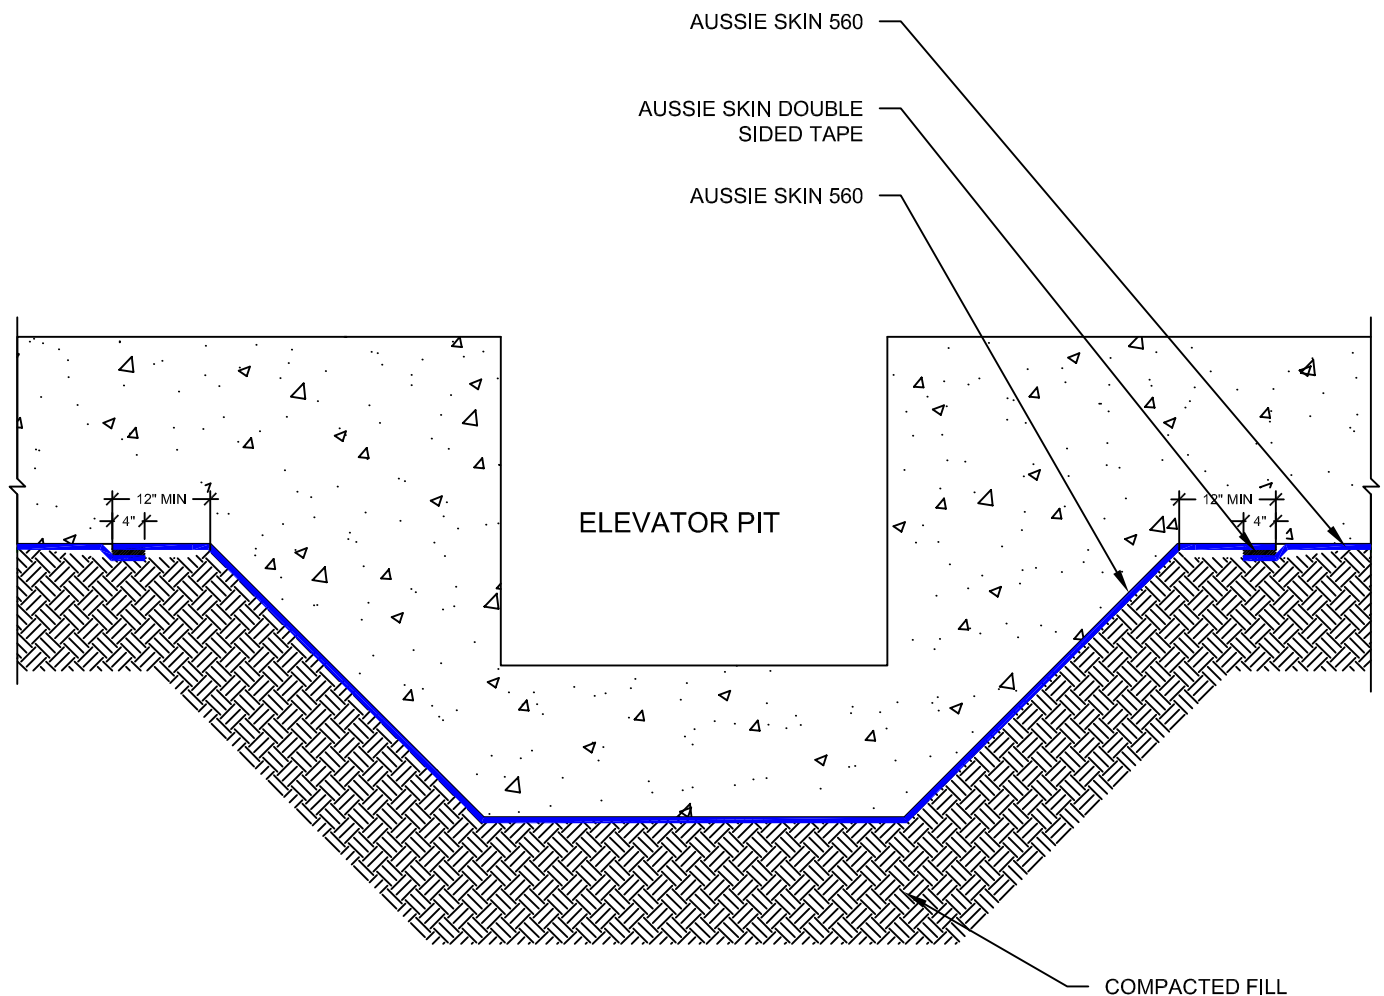 AUSSIE SKIN 560
AUSSIE SKIN DOUBLE
SIDED TAPE
AUSSIE SKIN 560
12" MIN
12" MIN
4"
4"
ELEVATOR PIT
COMPACTED FILL